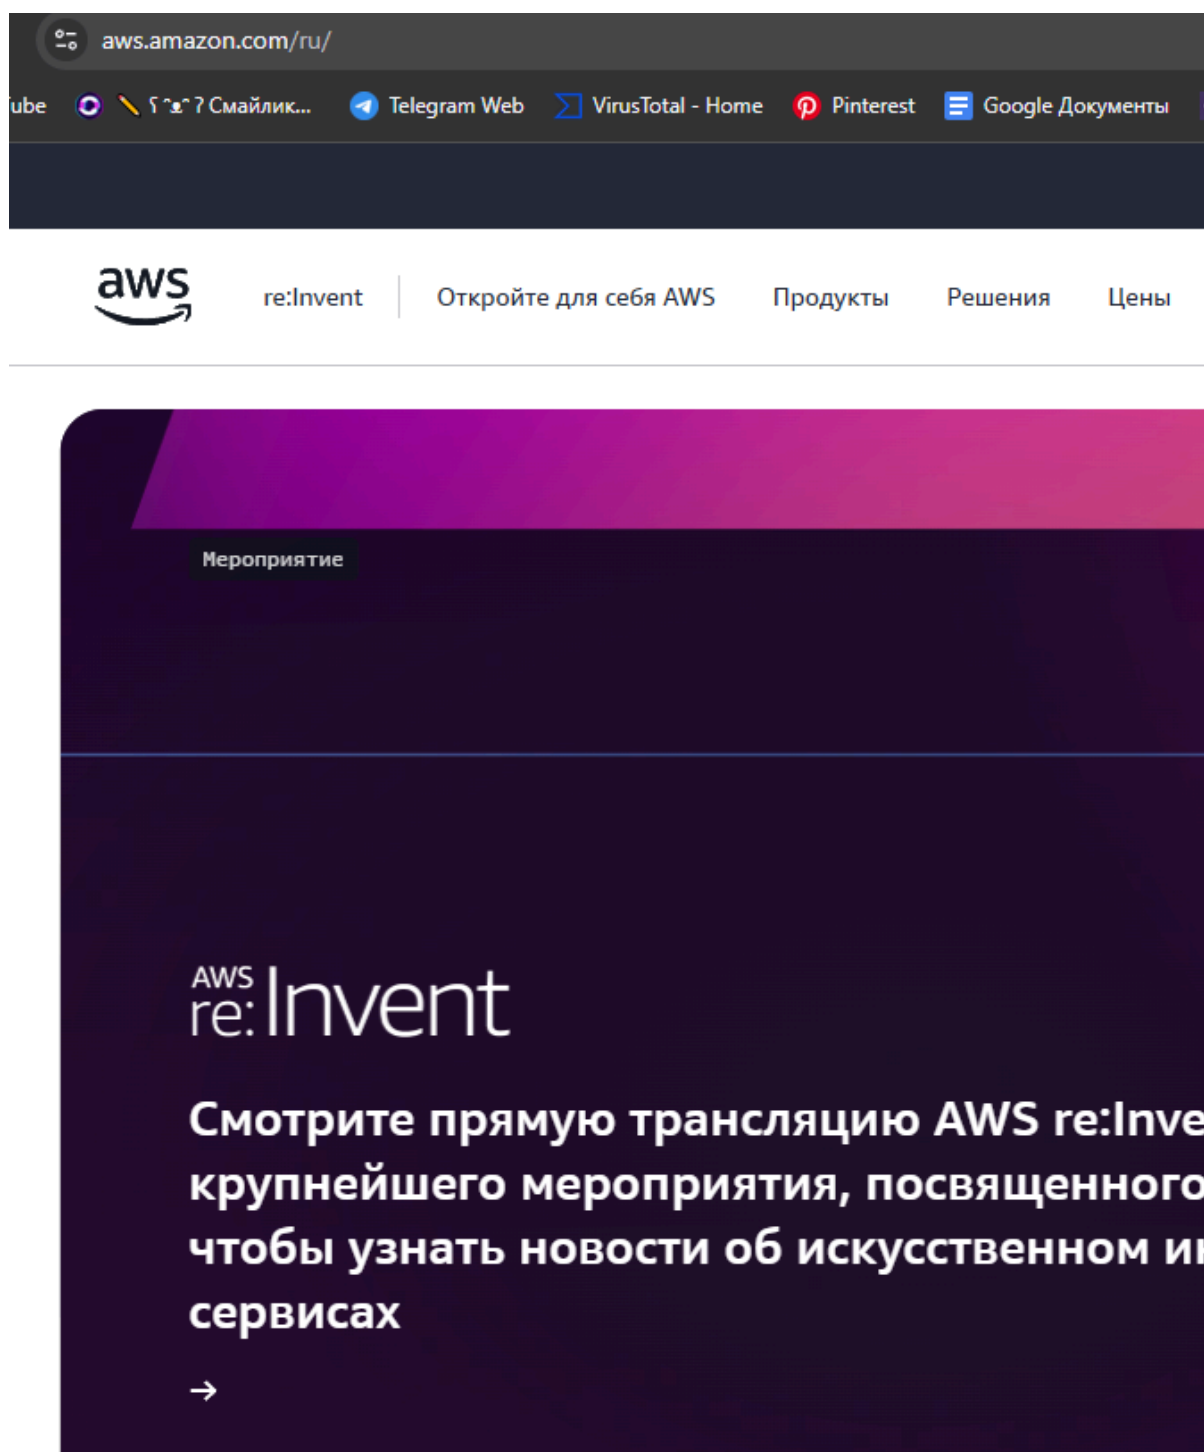 aws.amazon.com/ru/
ube ʕ ᵔᴥᵔ ʔ Смайлик... Telegram Web VirusTotal - Home Pinterest Google Документы
aws re:Invent Откройте для себя AWS Продукты Решения Цены
Мероприятие
AWS
re:Invent
Смотрите прямую трансляцию AWS re:Inve
крупнейшего мероприятия, посвященного
чтобы узнать новости об искусственном ин
сервисах
→